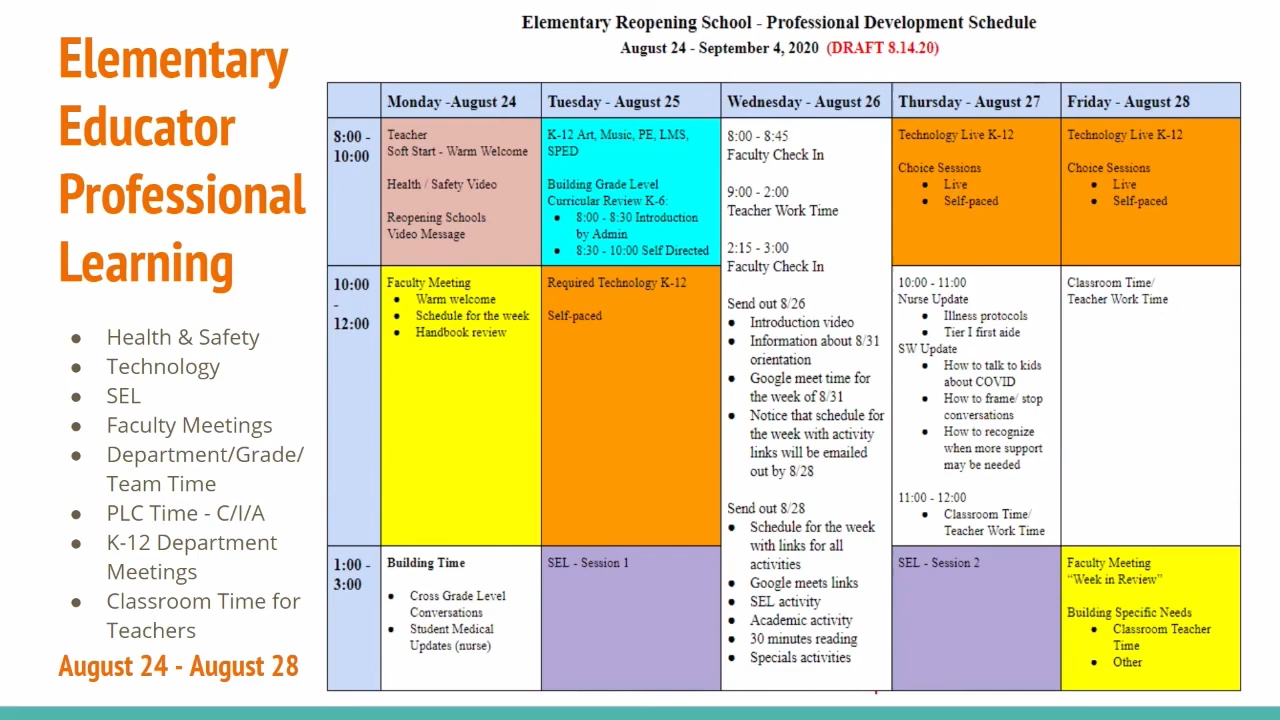 Elementary
Educator
Professional
Learning
● Health & Safety
● Technology
● SEL
● Faculty Meetings
● Department/Grade/
Team Time
● PLC Time - C/I/A
● K-12 Department
Meetings
● Classroom Time for
Teachers
August 24 - August 28
Elementary Reopening School - Professional Development Schedule
August 24 - September 4, 2020 (DRAFT 8.14.20)
Monday -August 24
Tuesday - August 25
Wednesday - August 26
Thursday - August 27
Friday - August 28
8:00 -
10:00
Teacher
Soft Start - Warm Welcome
Health / Safety Video
Reopening Schools
Video Message
K-12 Art, Music, PE, LMS,
SPED
Building Grade Level
Curricular Review K-6:
● 8:00 - 8:30 Introduction
by Admin
● 8:30 - 10:00 Self Directed
8:00 - 8:45
Faculty Check In
9:00 - 2:00
Teacher Work Time
2:15 - 3:00
Faculty Check In
Send out 8/26
● Introduction video
● Information about 8/31
orientation
● Google meet time for
the week of 8/31
● Notice that schedule for
the week with activity
links will be emailed
out by 8/28
Send out 8/28
● Schedule for the week
with links for all
activities
● Google meets links
● SEL activity
● Academic activity
● 30 minutes reading
● Specials activities
Technology Live K-12
Choice Sessions
● Live
● Self-paced
Technology Live K-12
Choice Sessions
● Live
● Self-paced
10:00
-
12:00
Faculty Meeting
● Warm welcome
● Schedule for the week
● Handbook review
Required Technology K-12
Self-paced
10:00 - 11:00
Nurse Update
● Illness protocols
● Tier I first aide
SW Update
● How to talk to kids
about COVID
● How to frame/ stop
conversations
● How to recognize
when more support
may be needed
11:00 - 12:00
● Classroom Time/
Teacher Work Time
Classroom Time/
Teacher Work Time
1:00 -
3:00
Building Time
● Cross Grade Level
Conversations
● Student Medical
Updates (nurse)
SEL - Session 1
SEL - Session 2
Faculty Meeting
“Week in Review”
Building Specific Needs
● Classroom Teacher
Time
● Other